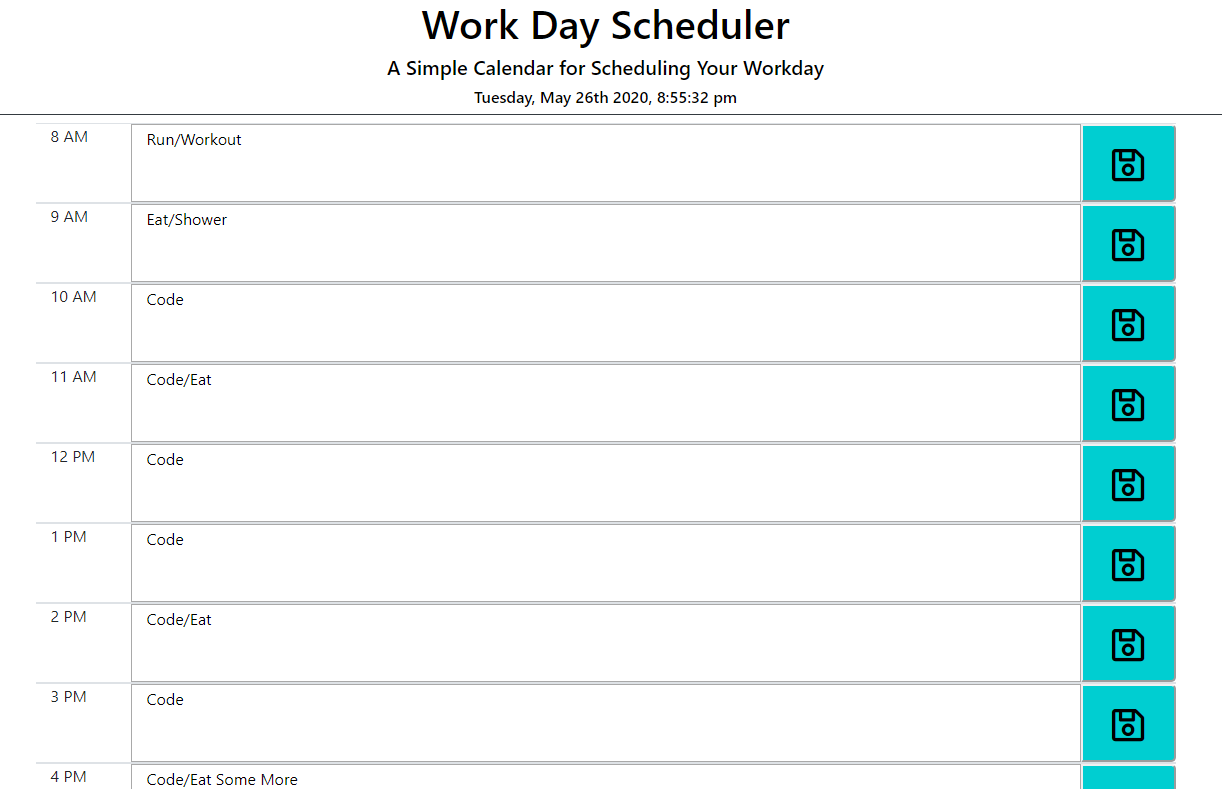 Work Day Scheduler
A Simple Calendar for Scheduling Your Workday
Tuesday, May 26th 2020, 8:55:32 pm
8 AM Run/Workout
9 AM Eat/Shower
10 AM Code
11 AM Code/Eat
12 PM Code
1 PM Code
2 PM Code/Eat
3 PM Code
4 PM Code/Eat Some More